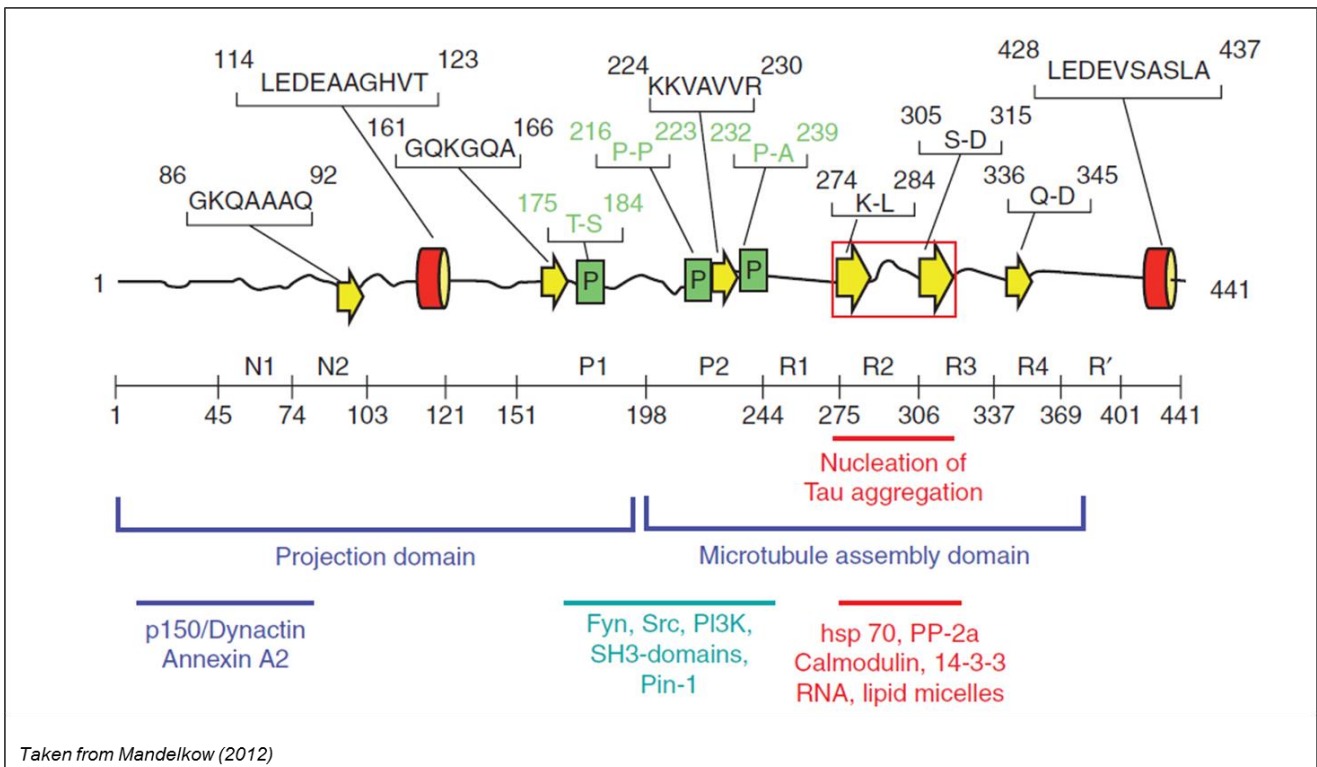 114 LEDEAAGHVT 123
224 KKVAVVR 230
428 LEDEVSASLA 437
161 GQKGQA 166
216 P-P 223
232 P-A 239
305 S-D 315
86 GKQAAAQ 92
175 T-S 184
274 K-L 284
336 Q-D 345
1 P P P 441
N1 N2 P1 P2 R1 R2 R3 R4 R′
1 45 74 103 121 151 198 244 275 306 337 369 401 441
Nucleation of
Tau aggregation
Projection domain
Microtubule assembly domain
p150/Dynactin
Annexin A2
Fyn, Src, PI3K,
SH3-domains,
Pin-1
hsp 70, PP-2a
Calmodulin, 14-3-3
RNA, lipid micelles
Taken from Mandelkow (2012)